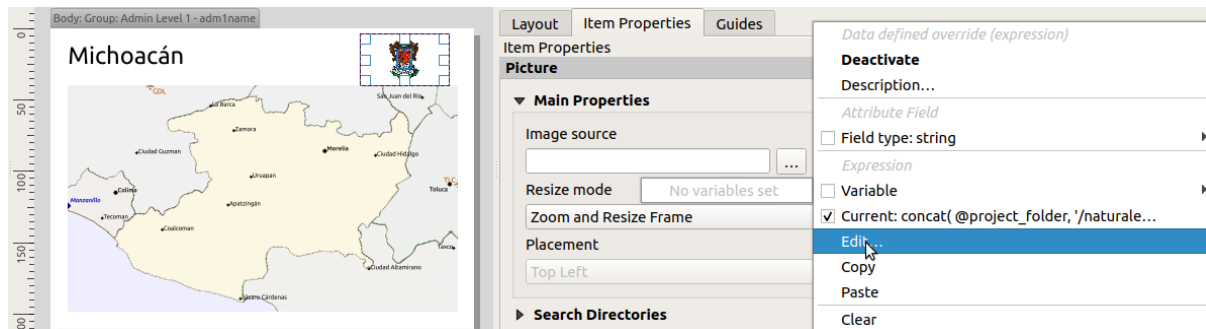 Body: Group: Admin Level 1 - adm1name
0
50
100
150
Michoacán
GDL
San Juan del Rio
La Barca
Zamora
Ciudad Guzman
Morelia
Ciudad Hidalgo
Uruapan
Colima
Toluca
Manzanillo
Apatzingán
Tecoman
Coalcoman
Taxco
Ciudad Altamirano
Lázaro Cárdenas
Layout
Item Properties
Guides
Item Properties
Picture
Main Properties
Image source
...
Resize mode
No variables set
Zoom and Resize Frame
Placement
Top Left
Search Directories
Data defined override (expression)
Deactivate
Description...
Attribute Field
Field type: string
Expression
Variable
Current: concat( @project_folder, '/naturale...
Edit...
Copy
Paste
Clear